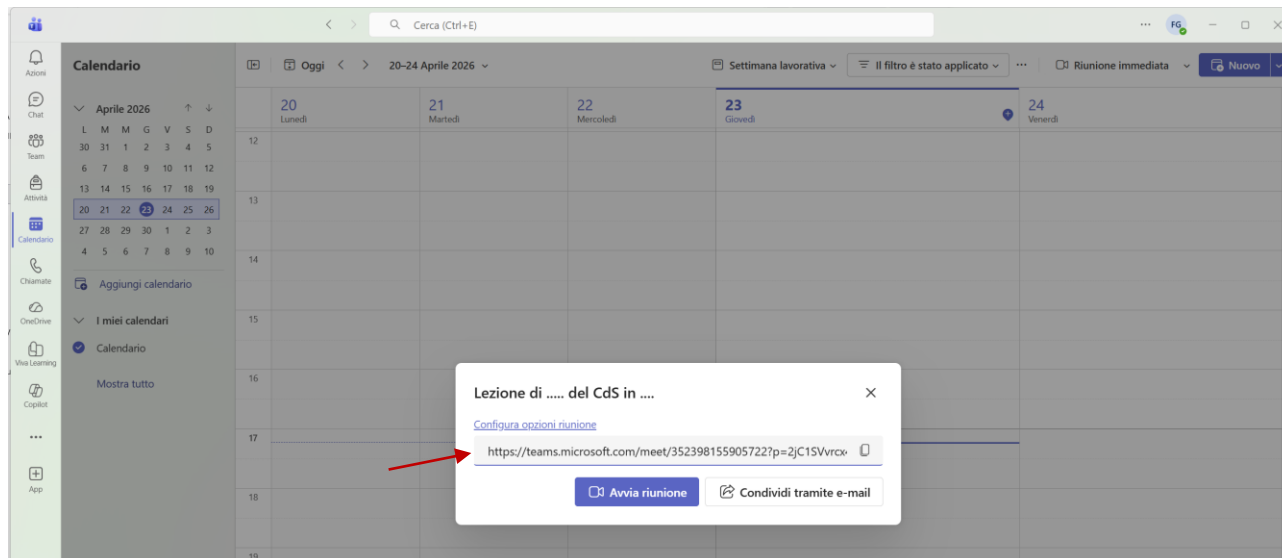 Cerca (Ctrl+E)
FG
Azioni
Chat
Team
Attività
Calendario
Chiamate
OneDrive
Viva Learning
Copilot
App
Calendario
Aprile 2026
L M M G V S D
30 31 1 2 3 4 5
6 7 8 9 10 11 12
13 14 15 16 17 18 19
20 21 22 23 24 25 26
27 28 29 30 1 2 3
4 5 6 7 8 9 10
Aggiungi calendario
I miei calendari
Calendario
Mostra tutto
Oggi 20–24 Aprile 2026 Settimana lavorativa Il filtro è stato applicato ... Riunione immediata Nuovo
20 21 22 23 24
Lunedì Martedì Mercoledì Giovedì Venerdì
12
13
14
15
16
17
18
19
Lezione di ..... del CdS in ....
Configura opzioni riunione
https://teams.microsoft.com/meet/352398155905722?p=2jC1SVvrcx
Avvia riunione Condividi tramite e-mail